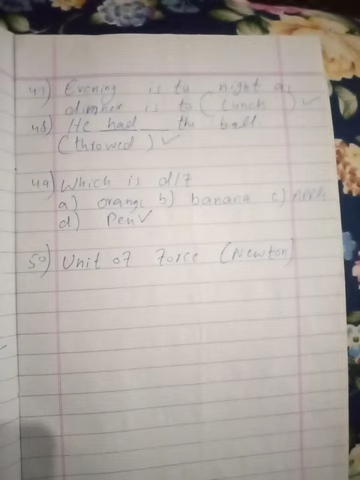 47) Evening is to night as
dinner is to (Lunch) ✓
48) He had ___ the ball
(throwed) ✓
49) Which is d/f
a) orange b) banana c) Apple
d) Pen ✓
50) Unit of Force (Newton)